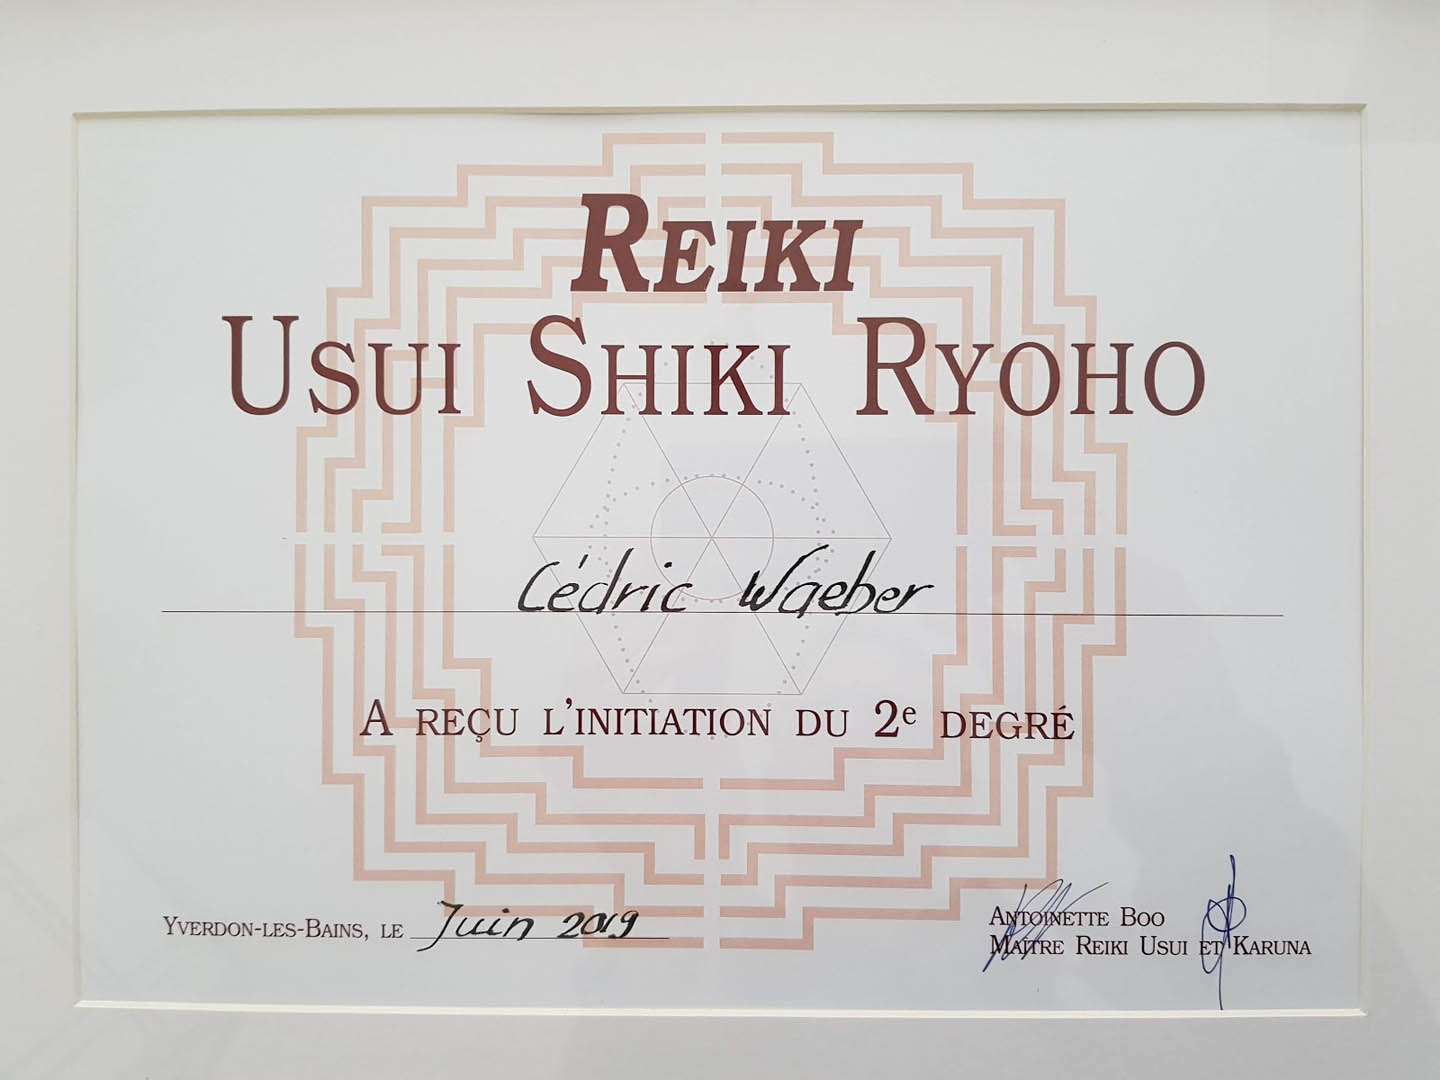 REIKI
USUI SHIKI RYOHO
Cédric Waeber
A REÇU L'INITIATION DU 2e DEGRÉ
YVERDON-LES-BAINS, LE Juin 2019
ANTOINETTE BOO
MAÎTRE REIKI USUI ET KARUNA